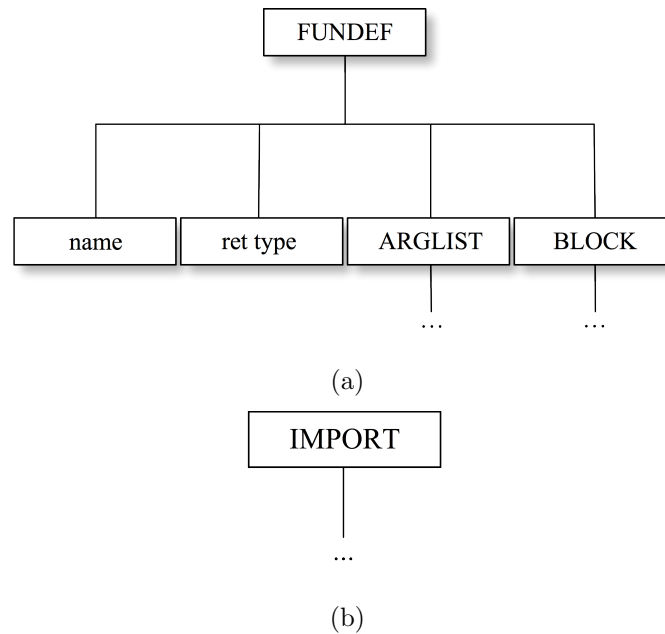 FUNDEF
name ret type ARGLIST BLOCK
... ...
(a)
IMPORT
...
(b)